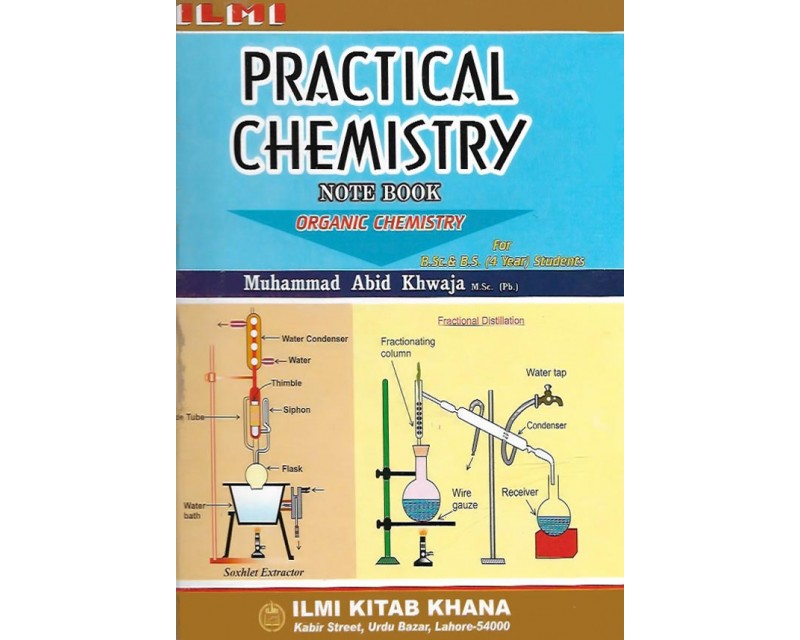 ILMI
PRACTICAL
CHEMISTRY
NOTE BOOK
ORGANIC CHEMISTRY
For
B.Sc. & B.S. (4 Year) Students
Muhammad Abid Khwaja M.Sc. (Pb.)
Water Condenser
Water
Thimble
Siphon
de Tube
Flask
Water
bath
Soxhlet Extractor
Fractional Distillation
Fractionating
column
Water tap
Condenser
Wire
gauze
Receiver
ILMI KITAB KHANA
Kabir Street, Urdu Bazar, Lahore-54000